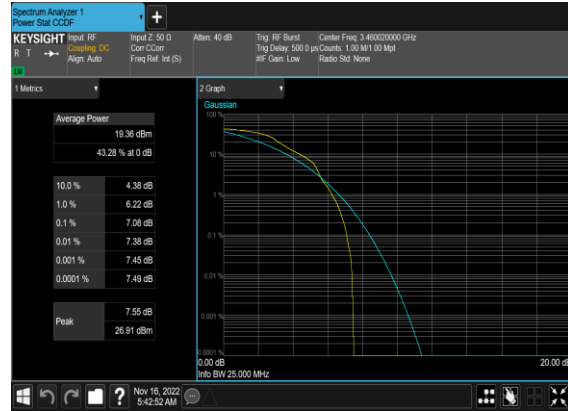 Spectrum Analyzer 1
Power Stat CCDF
KEYSIGHT Input: RF Input Z: 50 Ω Atten: 40 dB Trig: RF Burst Center Freq: 3.460020000 GHz
R T Coupling: DC Corr CCorr Trig Delay: 500.0 µs Counts: 1.00 M/1.00 Mpt
Align: Auto Freq Ref: Int (S) #IF Gain: Low Radio Std: None
1 Metrics
2 Graph
Average Power
19.36 dBm
43.28 % at 0 dB
10.0 % 4.38 dB
1.0 % 6.22 dB
0.1 % 7.08 dB
0.01 % 7.38 dB
0.001 % 7.45 dB
0.0001 % 7.49 dB
Peak
7.55 dB
26.91 dBm
Gaussian
100 %
10 %
1 %
0.1 %
0.01 %
0.001 %
0.0001 %
0.00 dB 20.00 dB
Info BW 25.000 MHz
Nov 16, 2022
5:42:52 AM